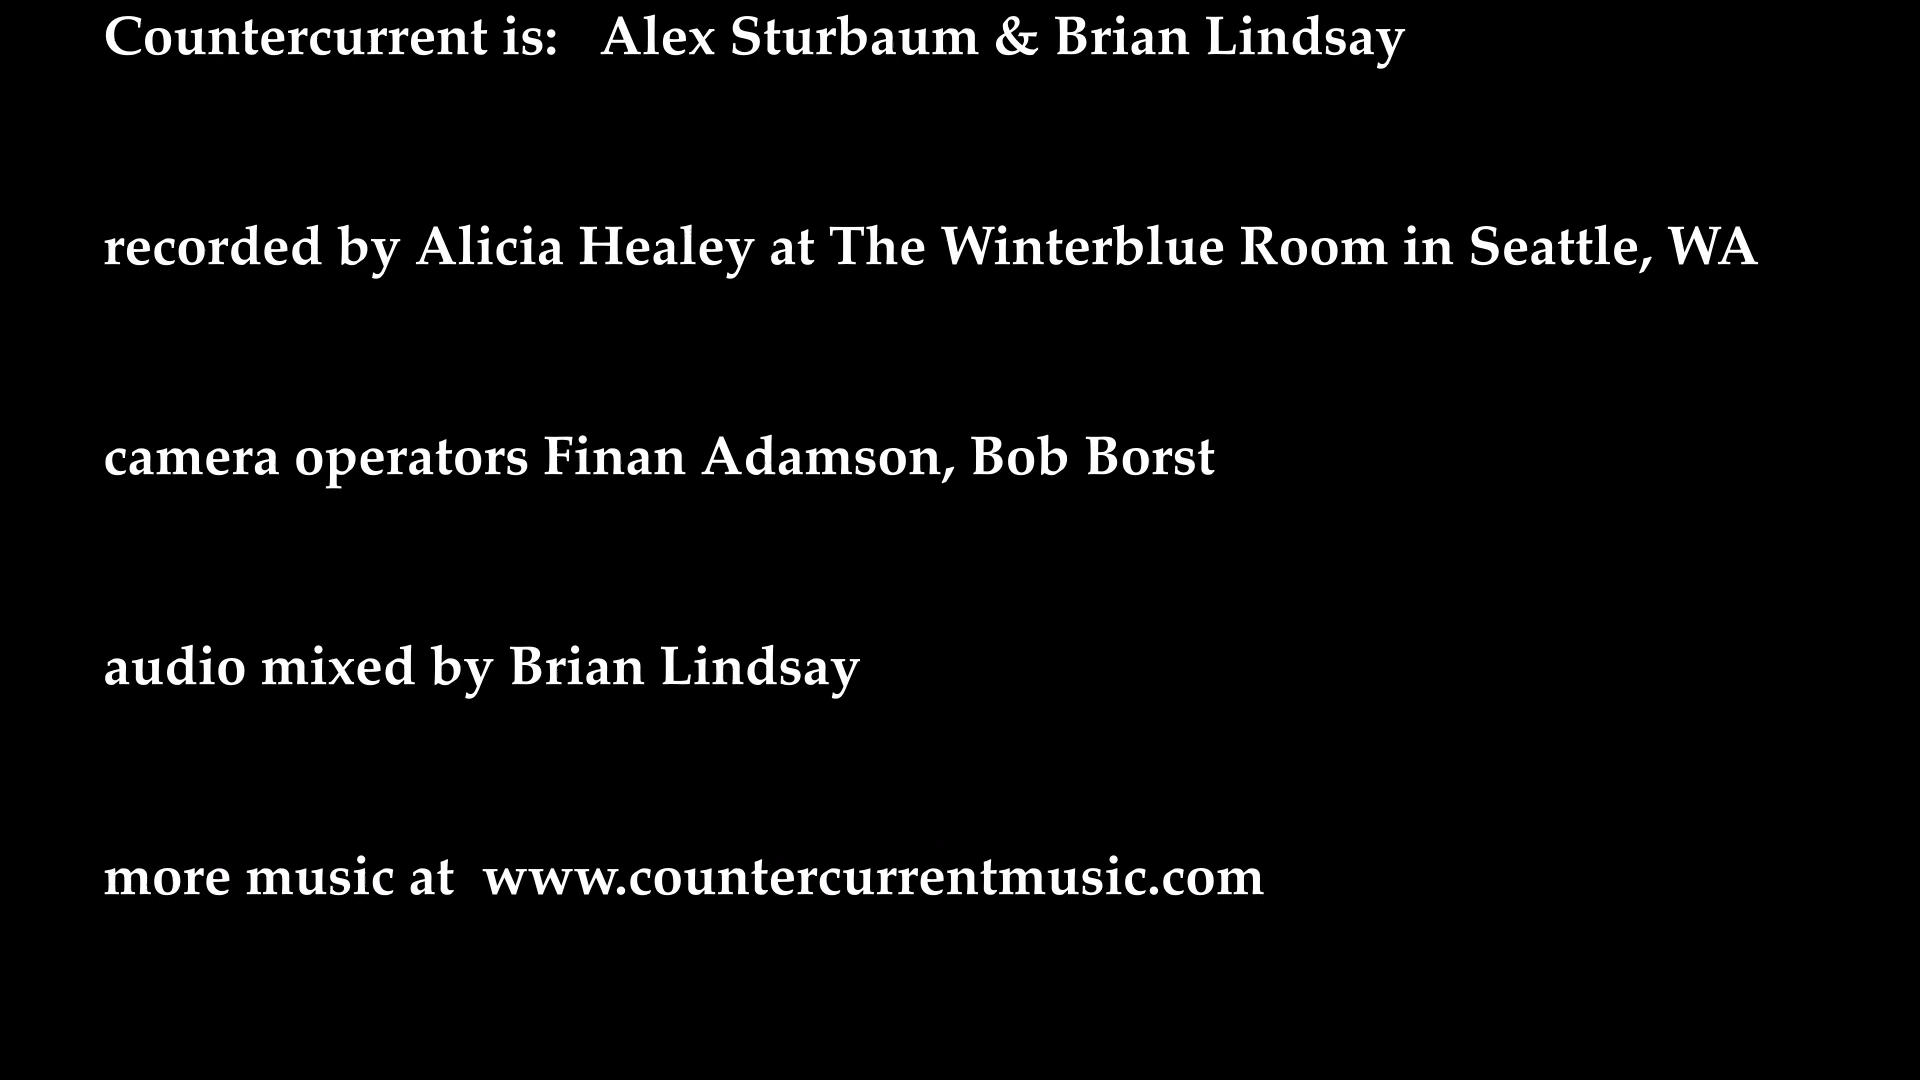 Countercurrent is:   Alex Sturbaum & Brian Lindsay
recorded by Alicia Healey at The Winterblue Room in Seattle, WA
camera operators Finan Adamson, Bob Borst
audio mixed by Brian Lindsay
more music at  www.countercurrentmusic.com